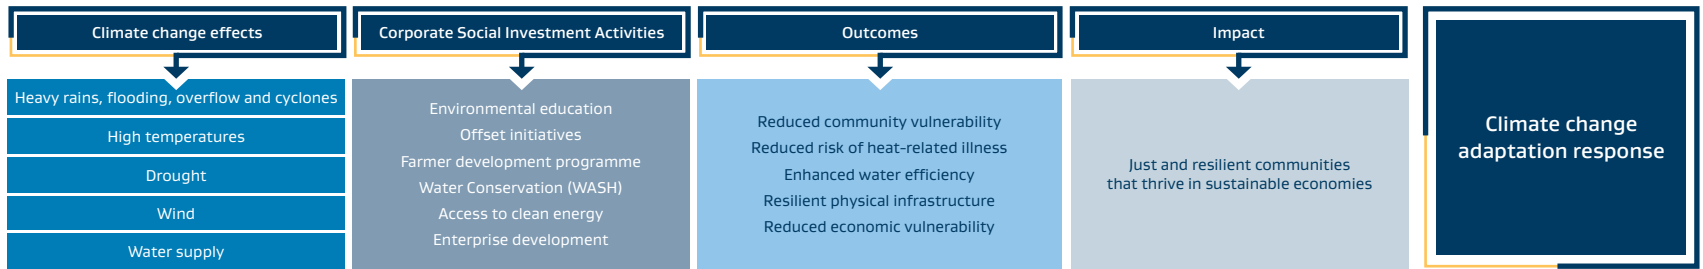 Climate change effects
Heavy rains, flooding, overflow and cyclones
High temperatures
Drought
Wind
Water supply
Corporate Social Investment Activities
Environmental education
Offset initiatives
Farmer development programme
Water Conservation (WASH)
Access to clean energy
Enterprise development
Outcomes
Reduced community vulnerability
Reduced risk of heat-related illness
Enhanced water efficiency
Resilient physical infrastructure
Reduced economic vulnerability
Impact
Just and resilient communities
that thrive in sustainable economies
Climate change
adaptation response